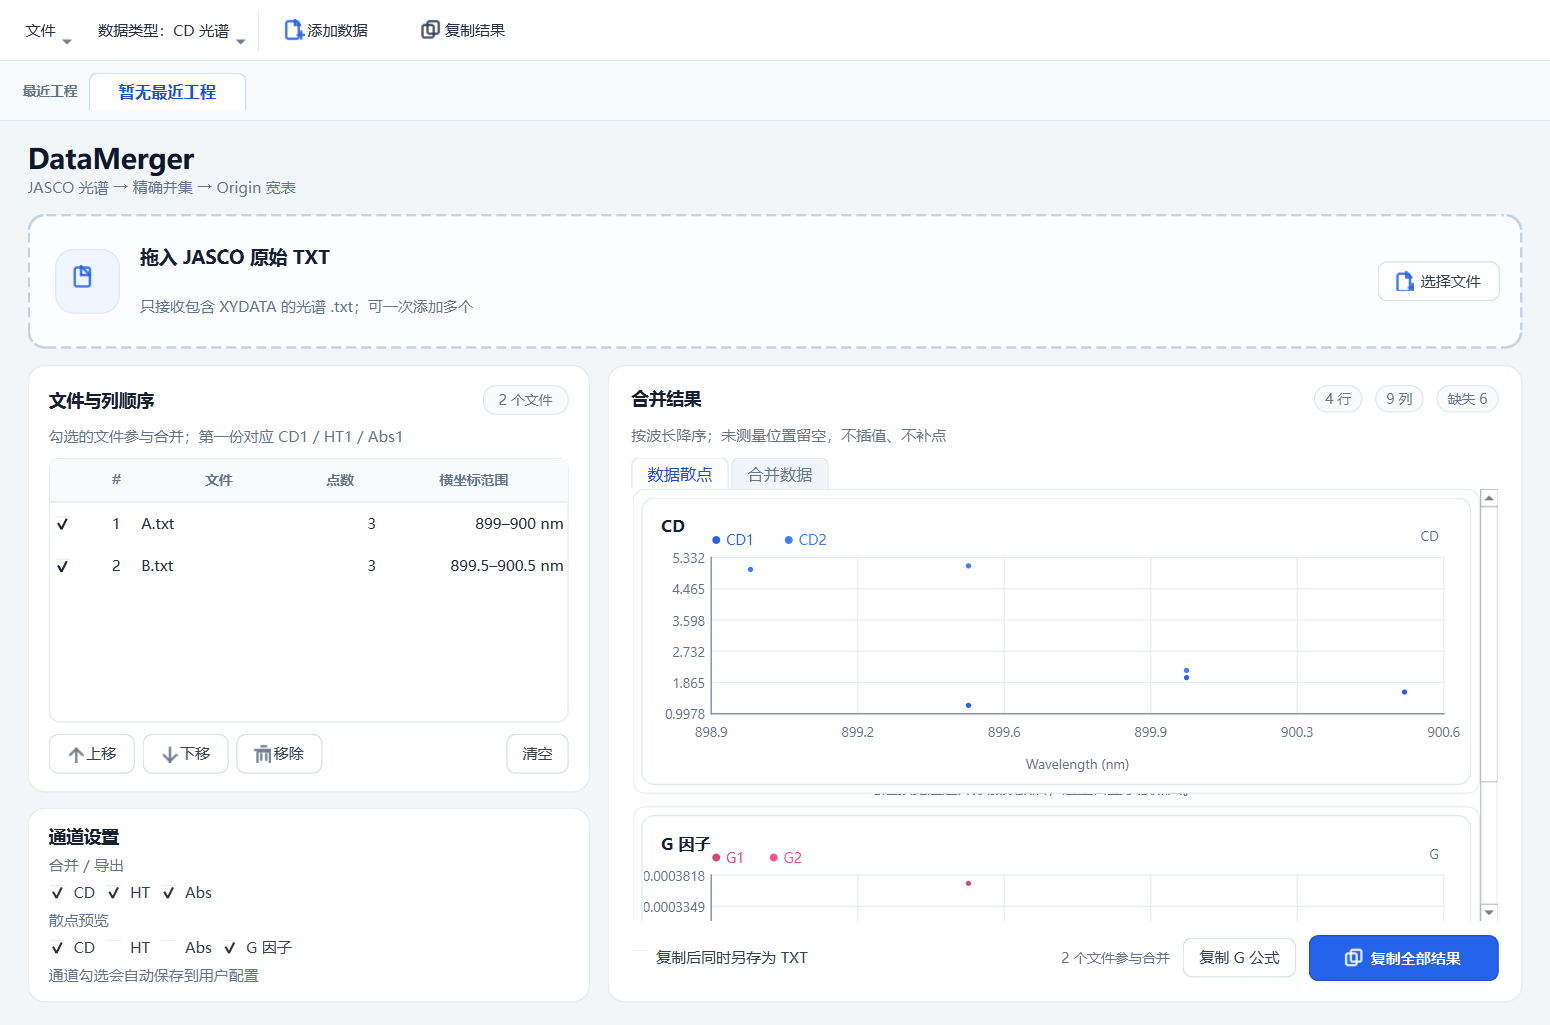 文件
数据类型：CD 光谱
添加数据
复制结果
最近工程
暂无最近工程
DataMerger
JASCO 光谱 → 精确并集 → Origin 宽表
拖入 JASCO 原始 TXT
只接收包含 XYDATA 的光谱 .txt；可一次添加多个
选择文件
文件与列顺序
2 个文件
勾选的文件参与合并；第一份对应 CD1 / HT1 / Abs1
# 文件 点数 横坐标范围
1 A.txt 3 899–900 nm
2 B.txt 3 899.5–900.5 nm
上移
下移
移除
清空
通道设置
合并 / 导出
CD HT Abs
散点预览
CD HT Abs G 因子
通道勾选会自动保存到用户配置
合并结果
4 行
9 列
缺失 6
按波长降序；未测量位置留空，不插值、不补点
数据散点
合并数据
CD
CD1 CD2
CD
5.332
4.465
3.598
2.732
1.865
0.9978
898.9 899.2 899.6 899.9 900.3 900.6
Wavelength (nm)
G 因子
G1 G2
G
0.0003818
0.0003349
复制后同时另存为 TXT
2 个文件参与合并
复制 G 公式
复制全部结果